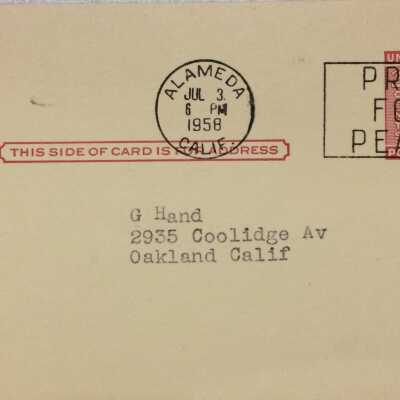 ALAMEDA
JUL 3.
6 PM
1958
CALIF.
PR
FO
PEA
THIS SIDE OF CARD IS FOR ADDRESS
G Hand
2935 Coolidge Av
Oakland Calif